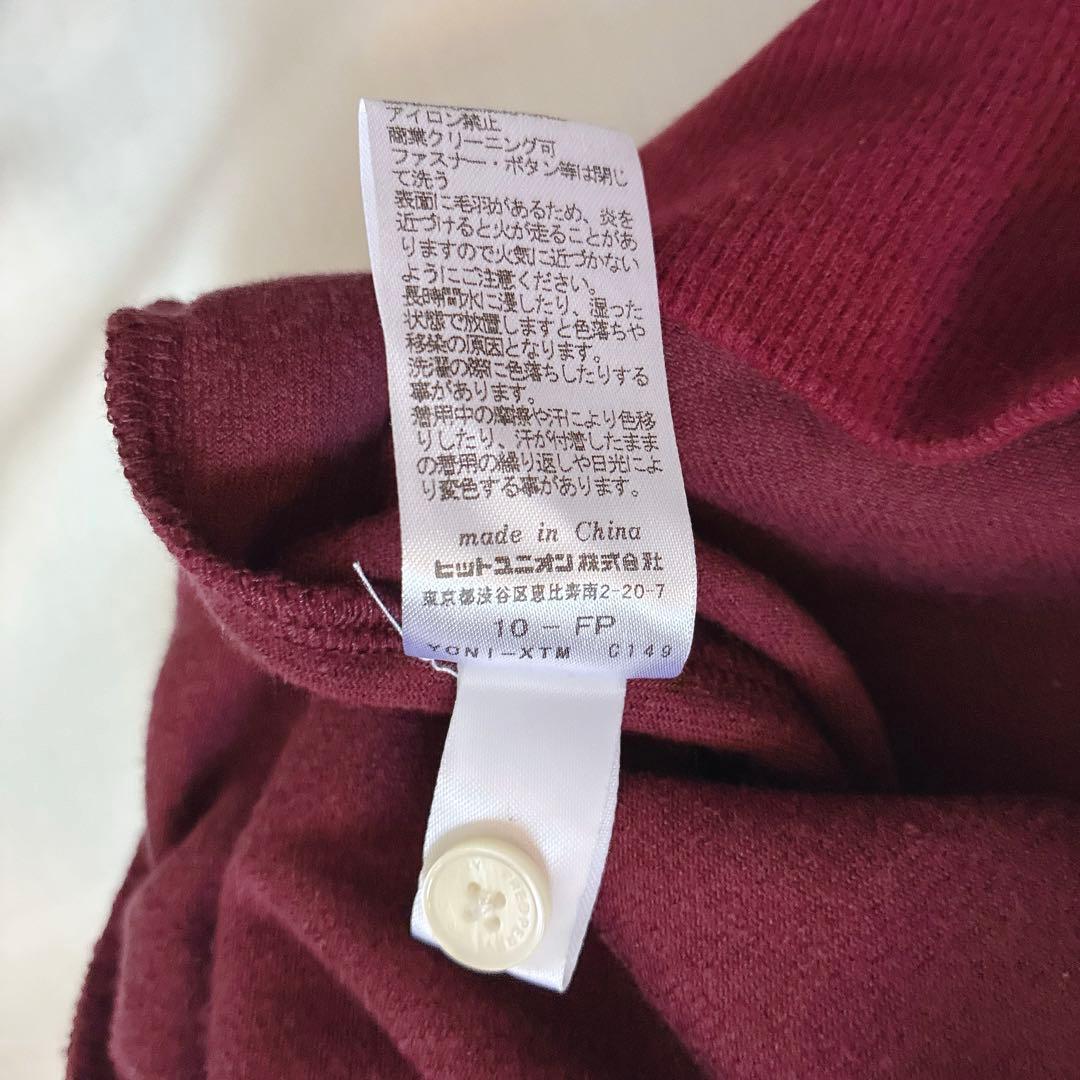 アイロン禁止
商業クリーニング可
ファスナー・ボタン等は閉じ
て洗う
表面に毛羽があるため、炎を
近づけると火が走ることがあ
りますので火気に近づかない
ようにご注意ください。
長時間水に浸したり、湿った
状態で放置しますと色落ちや
移染の原因となります。
洗濯の際に色落ちしたりする
事があります。
着用中の摩擦や汗により色移
りしたり、汗が付着したまま
の着用の繰り返しや日光によ
り変色する事があります。
made in China
ヒットユニオン株式会社
東京都渋谷区恵比寿南2-20-7
10-FP
YONI-XTM C149